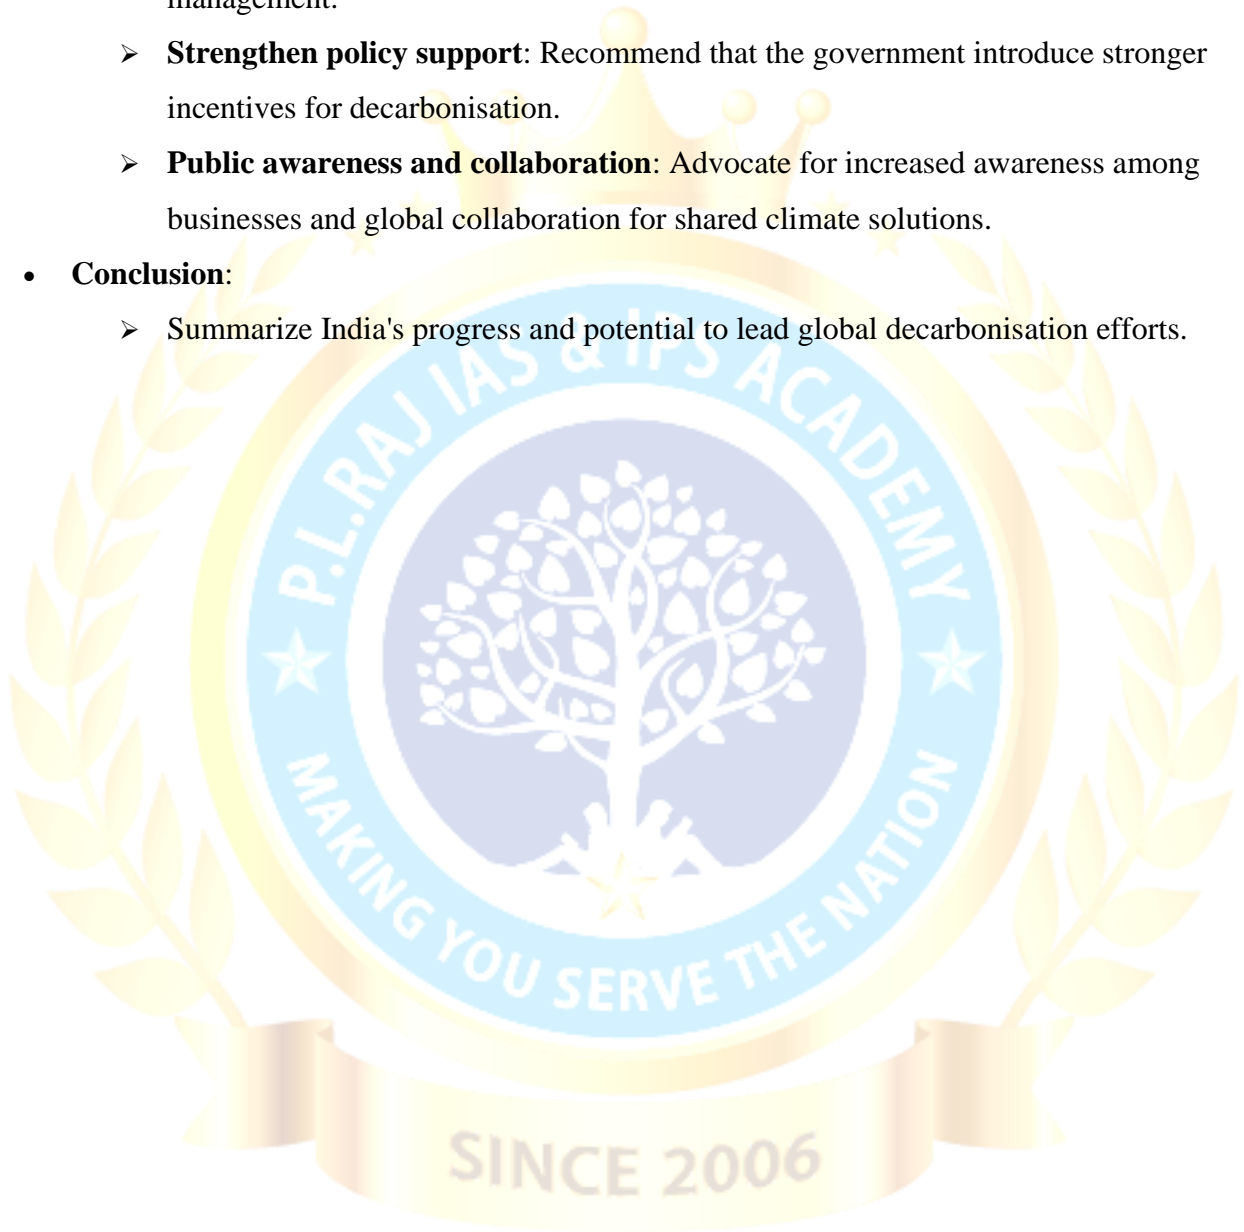 management.
➢ Strengthen policy support: Recommend that the government introduce stronger
incentives for decarbonisation.
➢ Public awareness and collaboration: Advocate for increased awareness among
businesses and global collaboration for shared climate solutions.
• Conclusion:
➢ Summarize India's progress and potential to lead global decarbonisation efforts.
P.L.RAJ IAS & IPS ACADEMY
MAKING YOU SERVE THE NATION
SINCE 2006